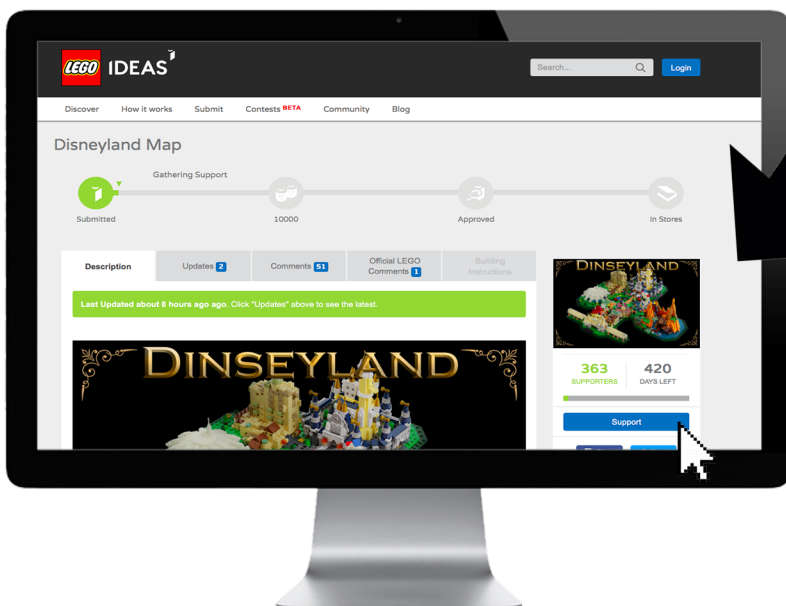 LEGO IDEAS
Search...
Login
Discover How it works Submit Contests BETA Community Blog
Disneyland Map
Gathering Support
Submitted 10000 Approved In Stores
Description
Updates 2
Comments 51
Official LEGO
Comments 1
Building
Instructions
Last Updated about 8 hours ago ago. Click "Updates" above to see the latest.
DINSEYLAND
DINSEYLAND
363
SUPPORTERS
420
DAYS LEFT
Support